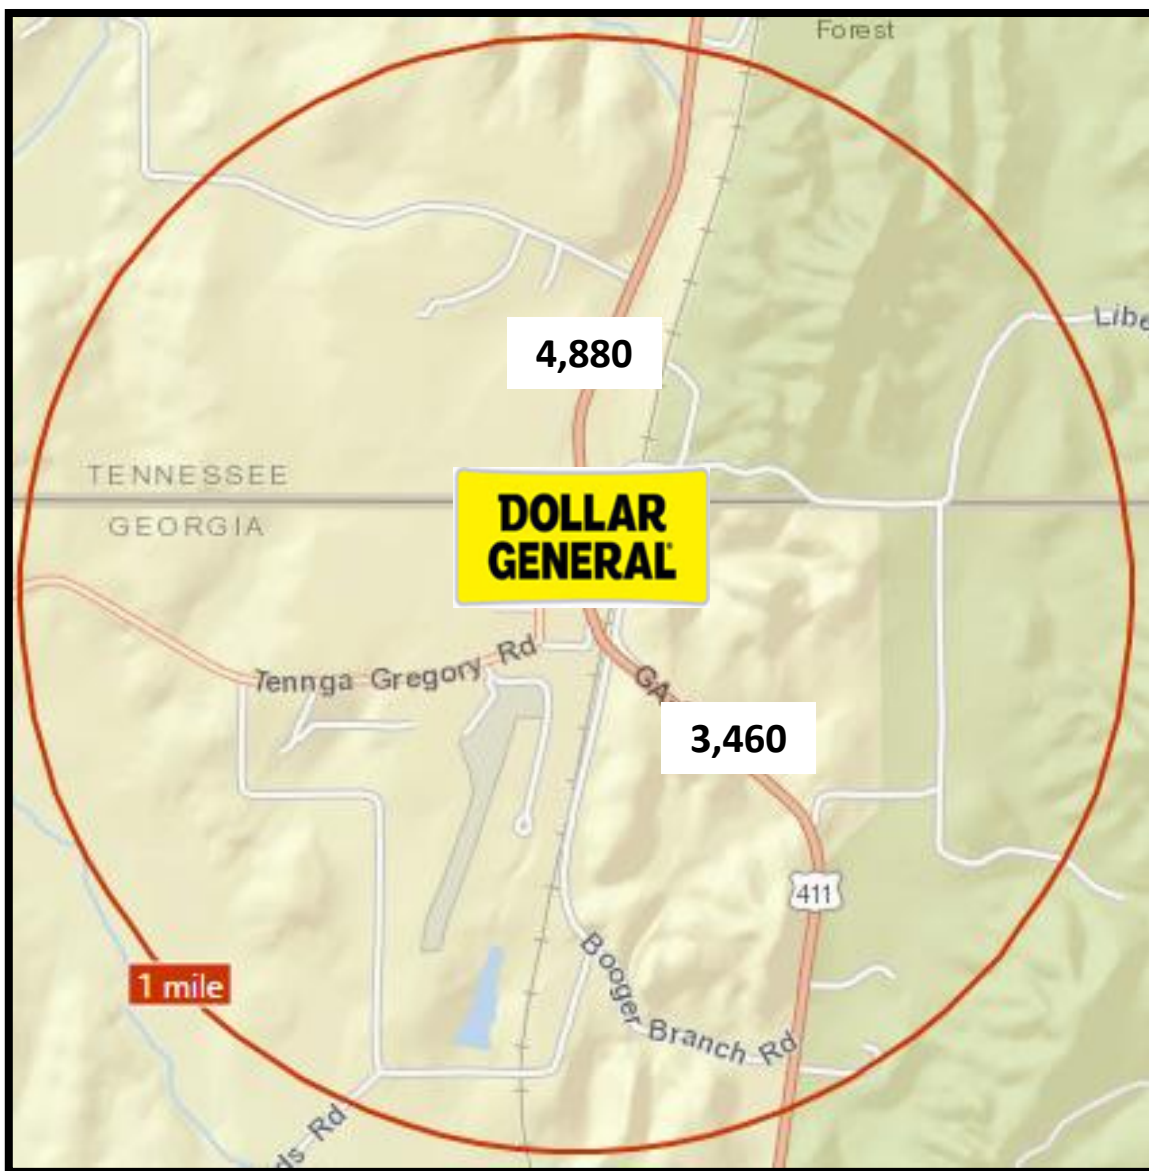 Forest
Libe
4,880
TENNESSEE
GEORGIA
DOLLAR
GENERAL
Tennga Gregory Rd
GA
3,460
411
1 mile
Booger Branch Rd
ds Rd